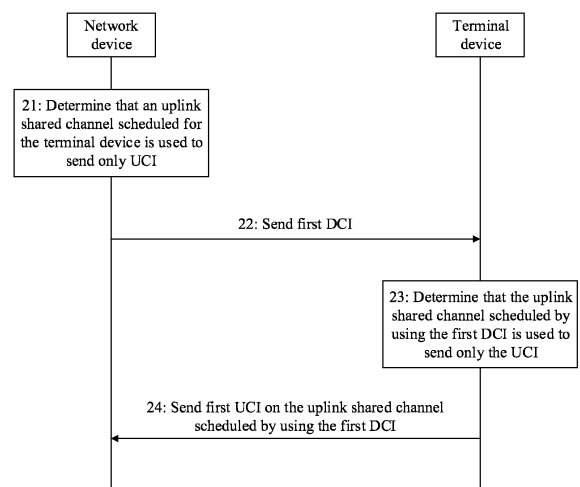 Network
device
Terminal
device
21: Determine that an uplink
shared channel scheduled for
the terminal device is used to
send only UCI
22: Send first DCI
23: Determine that the uplink
shared channel scheduled by
using the first DCI is used to
send only the UCI
24: Send first UCI on the uplink shared channel
scheduled by using the first DCI